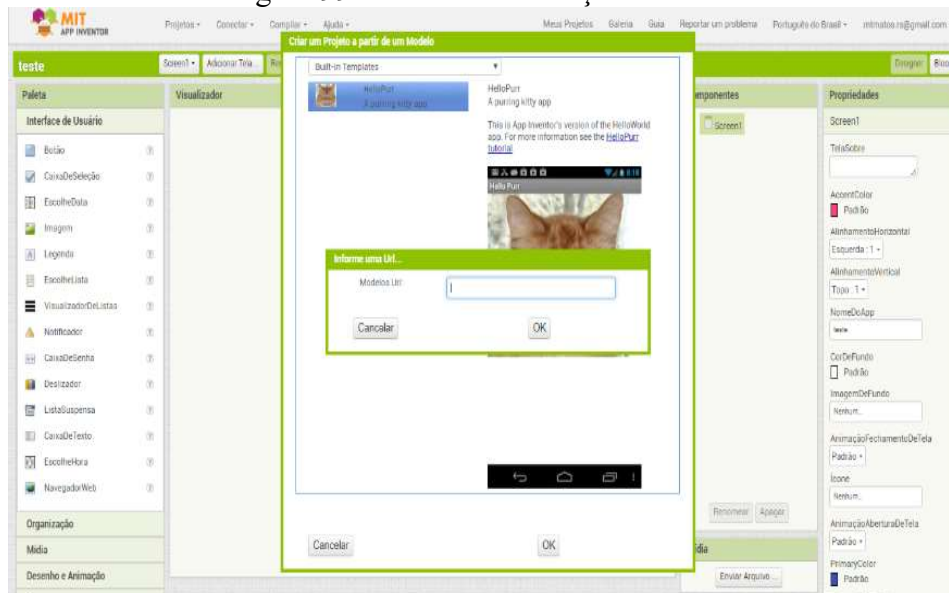 MIT
APP INVENTOR
Projetos
Conectar
Compilar
Ajuda
Meus Projetos
Galeria
Guia
Reportar um problema
Português do Brasil
mtmatos.rs@gmail.com
teste
Screen1
Adicionar Tela ...
Designer
Paleta
Interface de Usuário
Botão
CaixaDeSeleção
EscolheData
Imagem
Legenda
EscolheLista
VisualizadorDeListas
Notificador
CaixaDeSenha
Deslizador
ListaSuspensa
CaixaDeTexto
EscolheHora
NavegadorWeb
Organização
Mídia
Desenho e Animação
Visualizador
Criar um Projeto a partir de um Modelo
Built-in Templates
HelloPurr
A purring kitty app
HelloPurr
A purring kitty app
This is App Inventor's version of the HelloWorld
app. For more information see the HelloPurr
tutorial
Hello Purr
Informe uma Url...
Modelos Url:
Cancelar
OK
Cancelar
OK
Screen1
Renomear
Apagar
Enviar Arquivo ...
Propriedades
Screen1
TelaSobre
AccentColor
Padrão
AlinhamentoHorizontal
Esquerda : 1
AlinhamentoVertical
Topo : 1
NomeDoApp
teste
CorDeFundo
Padrão
ImagemDeFundo
Nenhum...
AnimaçãoFechamentoDeTela
Padrão
Icone
Nenhum...
AnimaçãoAberturaDeTela
Padrão
PrimaryColor
Padrão